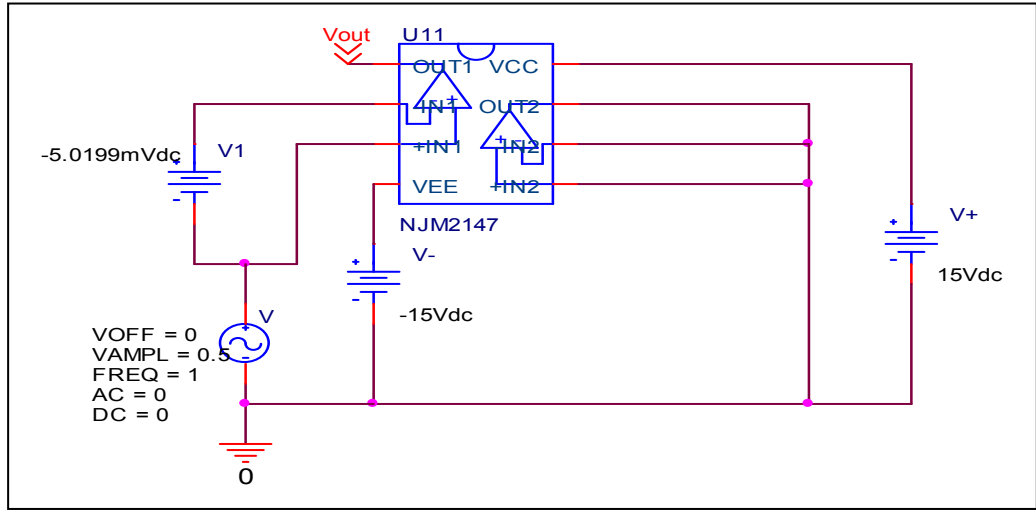 Vout
U11
OUT1
VCC
-IN1
OUT2
+IN1
-IN2
VEE
+IN2
NJM2147
-5.0199mVdc
V1
V-
-15Vdc
V+
15Vdc
V
VOFF = 0
VAMPL = 0.5
FREQ = 1
AC = 0
DC = 0
0